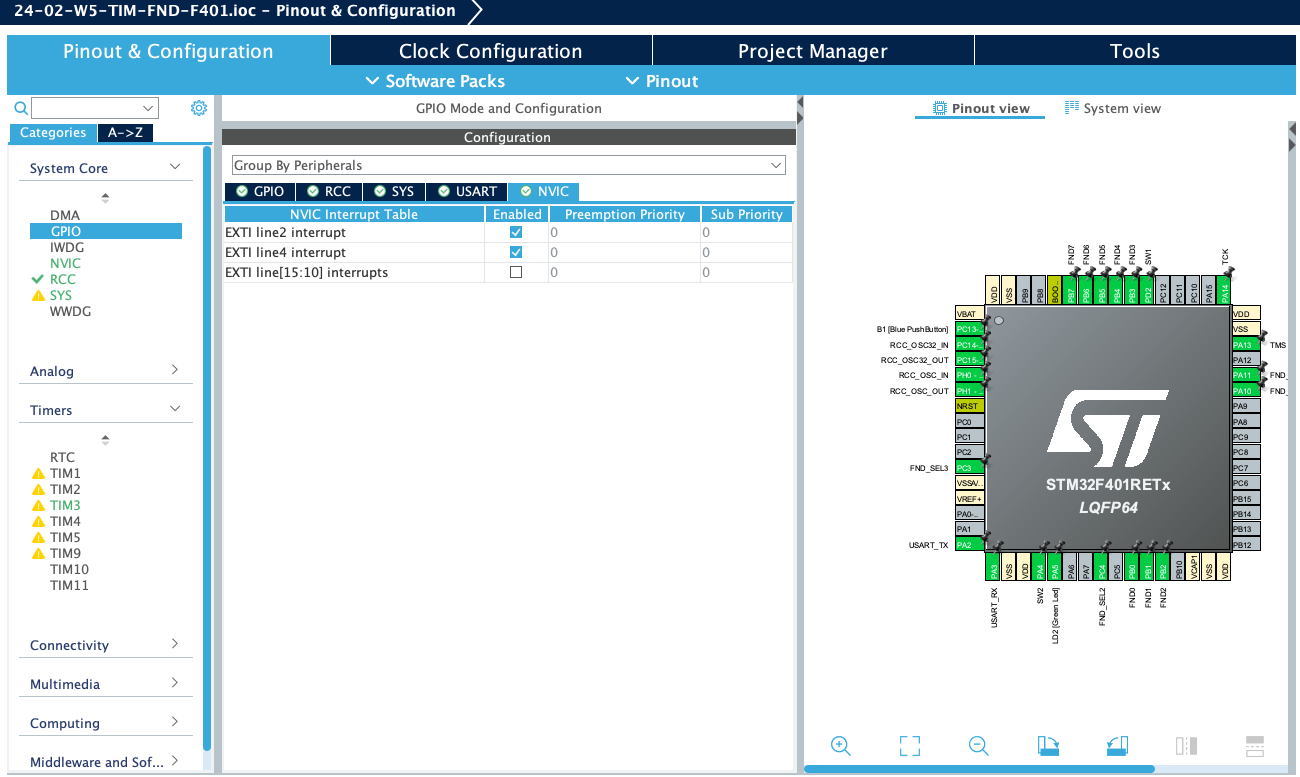 24-02-W5-TIM-FND-F401.ioc - Pinout & Configuration
Pinout & Configuration
Clock Configuration
Project Manager
Tools
Software Packs
Pinout
Categories
A->Z
System Core
DMA
GPIO
IWDG
NVIC
RCC
SYS
WWDG
Analog
Timers
RTC
TIM1
TIM2
TIM3
TIM4
TIM5
TIM9
TIM10
TIM11
Connectivity
Multimedia
Computing
Middleware and Sof...
GPIO Mode and Configuration
Configuration
Group By Peripherals
GPIO RCC SYS USART NVIC
NVIC Interrupt Table Enabled Preemption Priority Sub Priority
EXTI line2 interrupt 0 0
EXTI line4 interrupt 0 0
EXTI line[15:10] interrupts 0 0
Pinout view
System view
FND7
FND6
FND5
FND4
FND3
SW1
TCK
VDD
VSS
PB9
PB8
BOO...
PB7
PB6
PB5
PB4
PB3
PD2
PC12
PC11
PC10
PA15
PA14
VBAT
B1 [Blue PushButton] PC13-..
RCC_OSC32_IN PC14-..
RCC_OSC32_OUT PC15-..
RCC_OSC_IN PH0 -..
RCC_OSC_OUT PH1 -..
NRST
PC0
PC1
PC2
FND_SEL3 PC3
VSSA/..
VREF+
PA0-..
PA1
USART_TX PA2
STM32F401RETx
LQFP64
VDD
VSS
PA13 TMS
PA12
PA11 FND_
PA10 FND_
PA9
PA8
PC9
PC8
PC7
PC6
PB15
PB14
PB13
PB12
PA3
VSS
VDD
PA4
PA5
PA6
PA7
PC4
PC5
PB0
PB1
PB2
PB10
VCAP1
VSS
VDD
USART_RX
SW2
LD2 [Green Led]
FND_SEL2
FND0
FND1
FND2